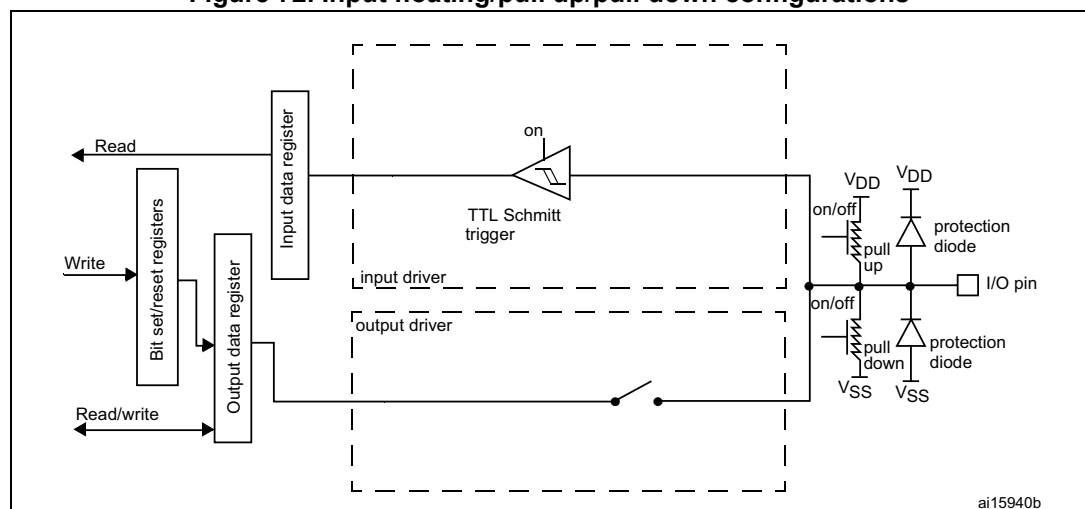 Figure 12. Input floating/pull up/pull down configurations
Read
Bit set/reset registers
Write
Read/write
Input data register
Output data register
on
TTL Schmitt
trigger
input driver
output driver
VDD
on/off
pull
up
VDD
protection
diode
I/O pin
on/off
pull
down
VSS
protection
diode
VSS
ai15940b